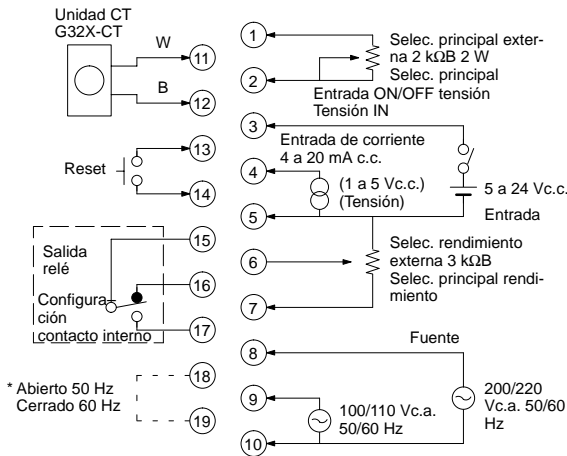 Unidad CT
G32X-CT
W
11
B
12
13
Reset
14
15
Salida
relé
16
Configura-
ción
contacto interno
17
18
* Abierto 50 Hz
Cerrado 60 Hz
19
1
Selec. principal exter-
na 2 kΩB 2 W
2
Selec. principal
Entrada ON/OFF tensión
Tensión IN
3
Entrada de corriente
4 a 20 mA c.c.
4
(1 a 5 Vc.c.)
(Tensión)
5 a 24 Vc.c.
5
Entrada
Selec. rendimiento
externa 3 kΩB
6
Selec. principal rendi-
miento
7
8
Fuente
9
100/110 Vc.a.
50/60 Hz
200/220
Vc.a. 50/60
Hz
10